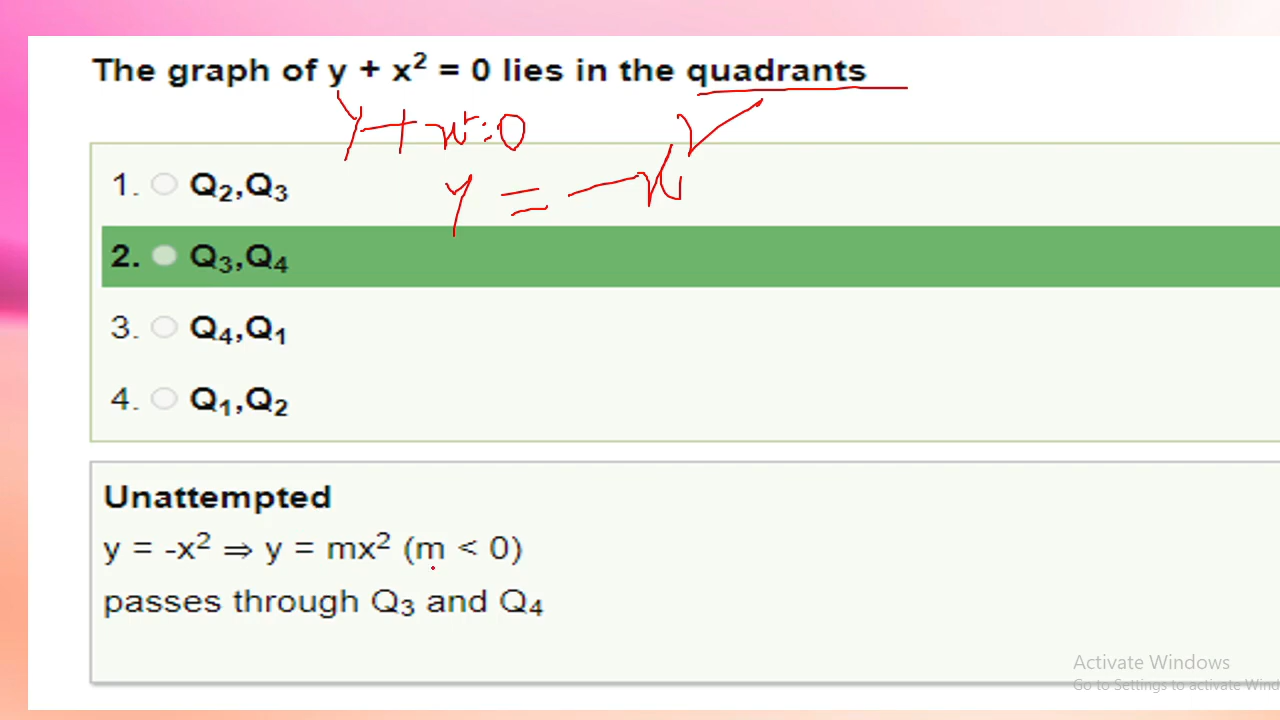 The graph of y + x² = 0 lies in the quadrants
y + x² = 0
y = -x²
1. Q₂,Q₃
2. Q₃,Q₄
3. Q₄,Q₁
4. Q₁,Q₂
Unattempted
y = -x² ⇒ y = mx² (m < 0)
passes through Q₃ and Q₄
Activate Windows
Go to Settings to activate Wind